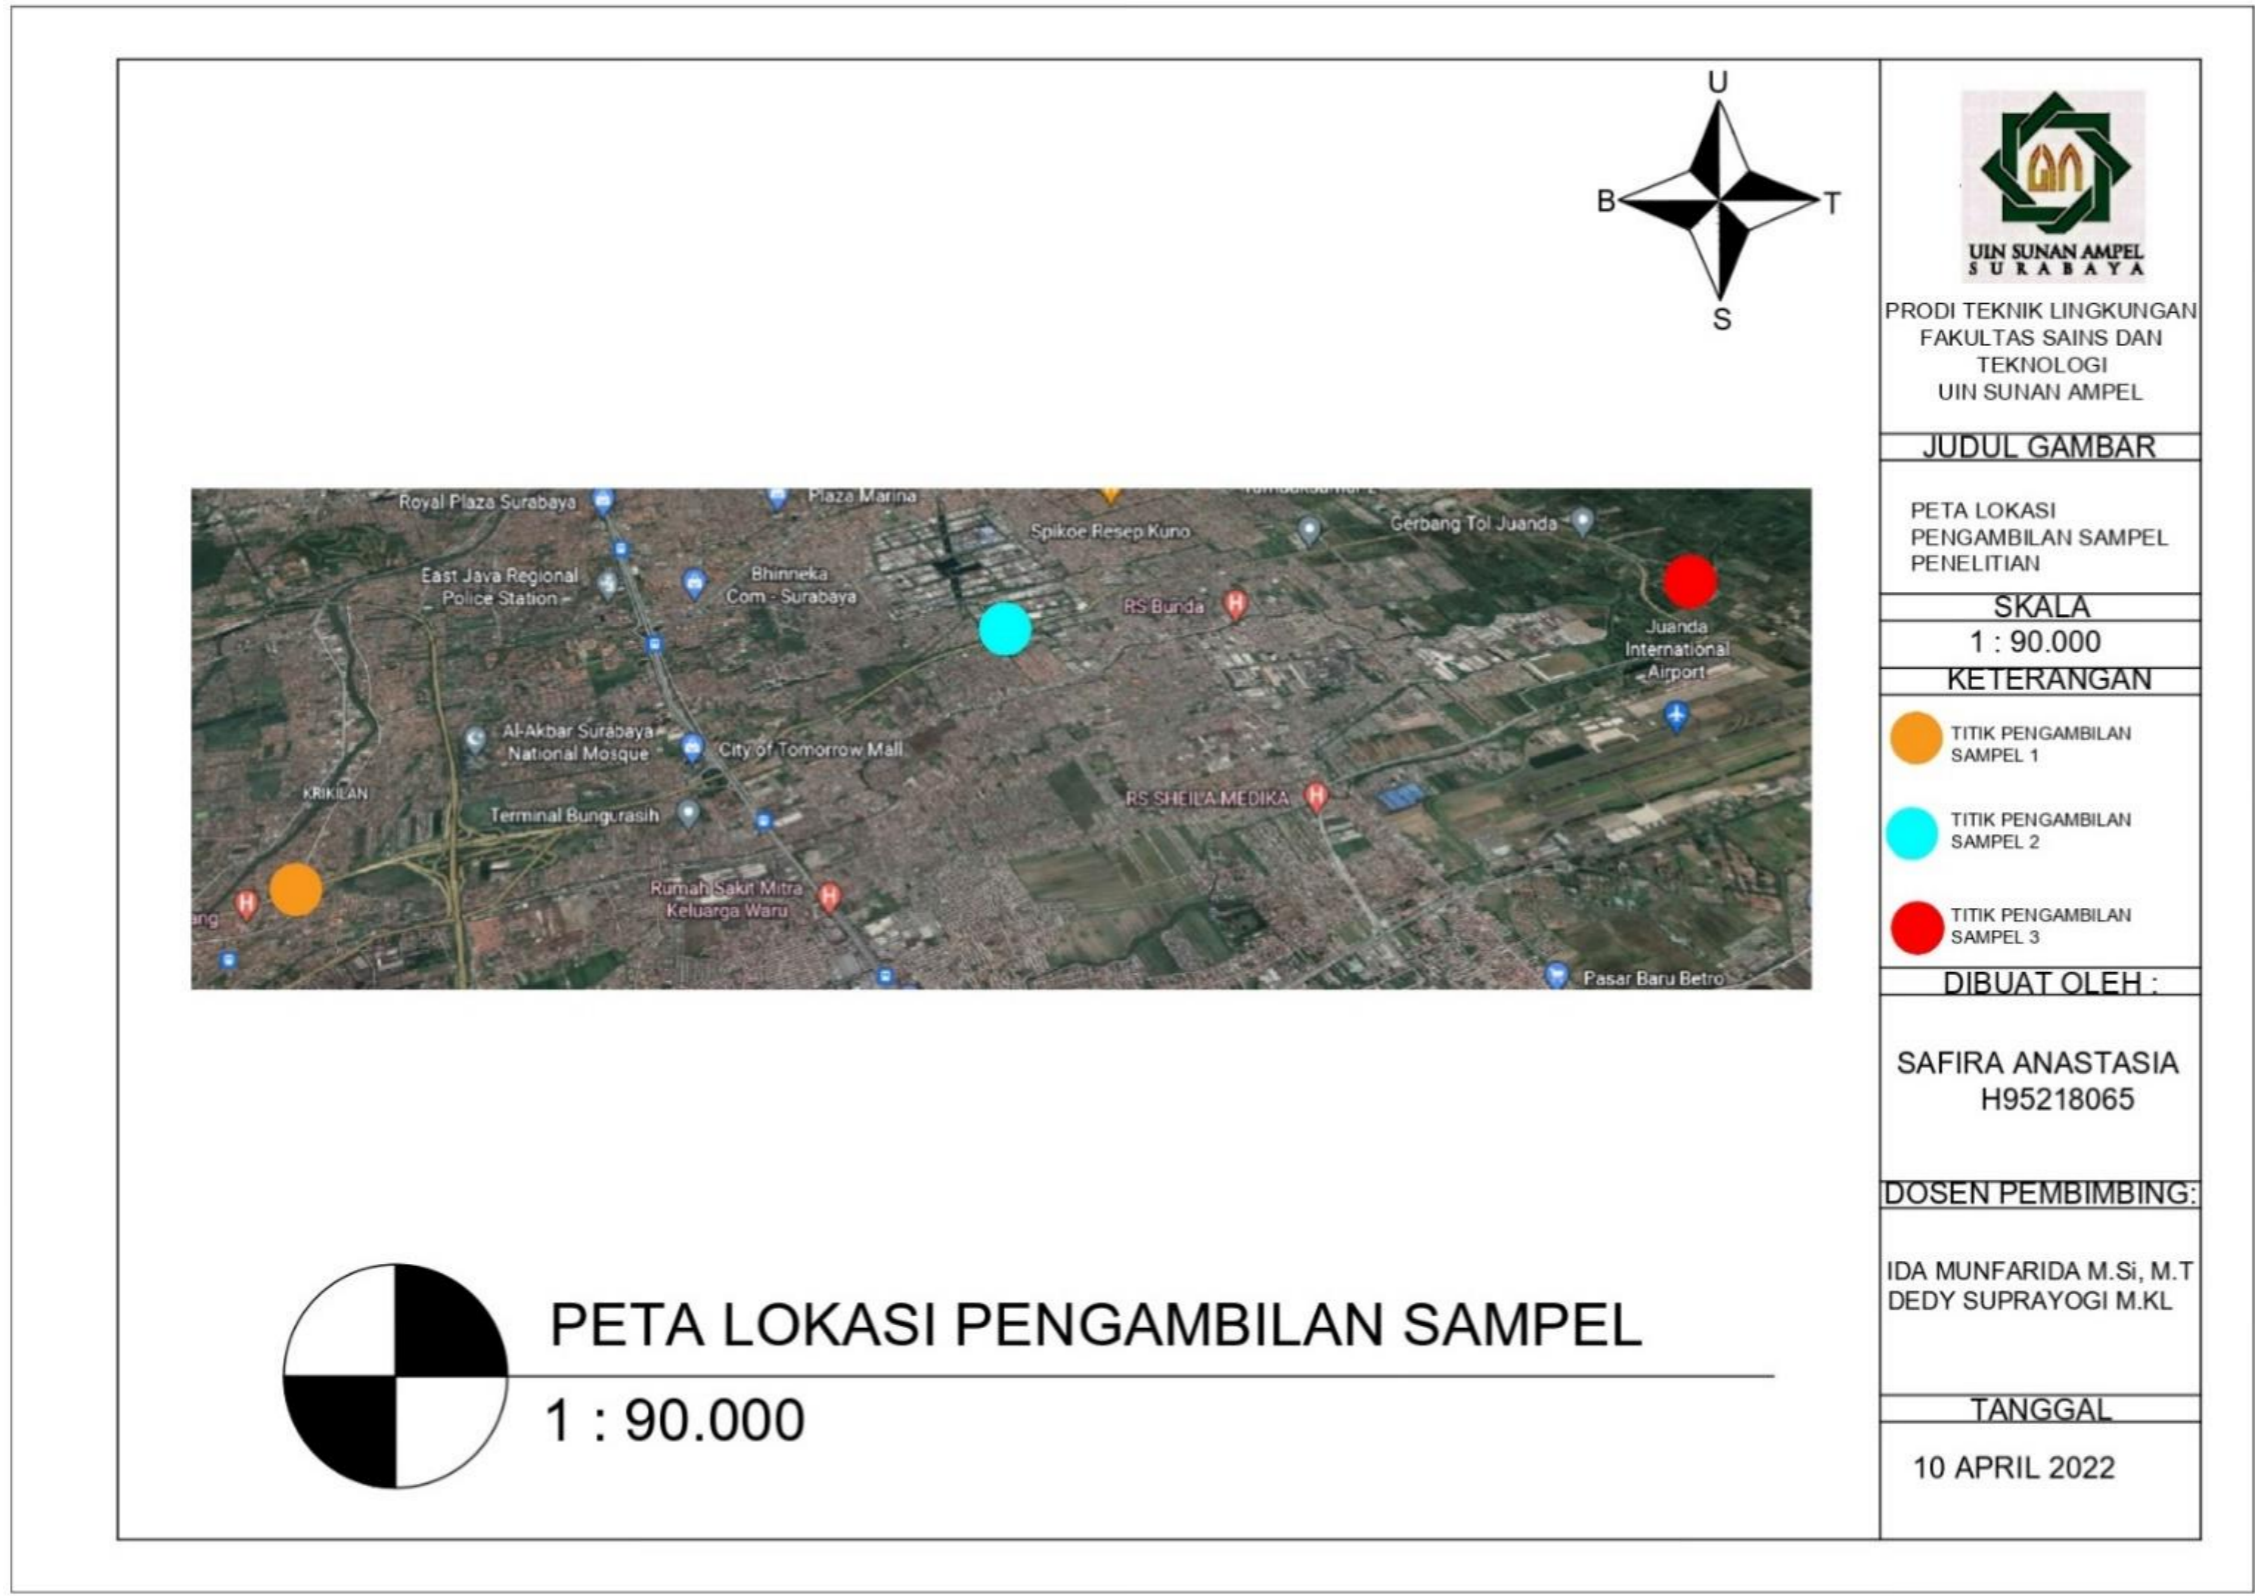 U
B
T
S
Royal Plaza Surabaya
Plaza Marina
Spikoe Resep Kuno
Gerbang Tol Juanda
East Java Regional
Police Station
Bhinneka
Com - Surabaya
RS Bunda
Juanda
International
Airport
Al-Akbar Surabaya
National Mosque
City of Tomorrow Mall
KRIKILAN
RS SHEILA MEDIKA
Terminal Bungurasih
Rumah Sakit Mitra
Keluarga Waru
ang
Pasar Baru Betro
PETA LOKASI PENGAMBILAN SAMPEL
1 : 90.000
UIN SUNAN AMPEL
SURABAYA
PRODI TEKNIK LINGKUNGAN
FAKULTAS SAINS DAN
TEKNOLOGI
UIN SUNAN AMPEL
JUDUL GAMBAR
PETA LOKASI
PENGAMBILAN SAMPEL
PENELITIAN
SKALA
1 : 90.000
KETERANGAN
TITIK PENGAMBILAN
SAMPEL 1
TITIK PENGAMBILAN
SAMPEL 2
TITIK PENGAMBILAN
SAMPEL 3
DIBUAT OLEH :
SAFIRA ANASTASIA
H95218065
DOSEN PEMBIMBING:
IDA MUNFARIDA M.Si, M.T
DEDY SUPRAYOGI M.KL
TANGGAL
10 APRIL 2022